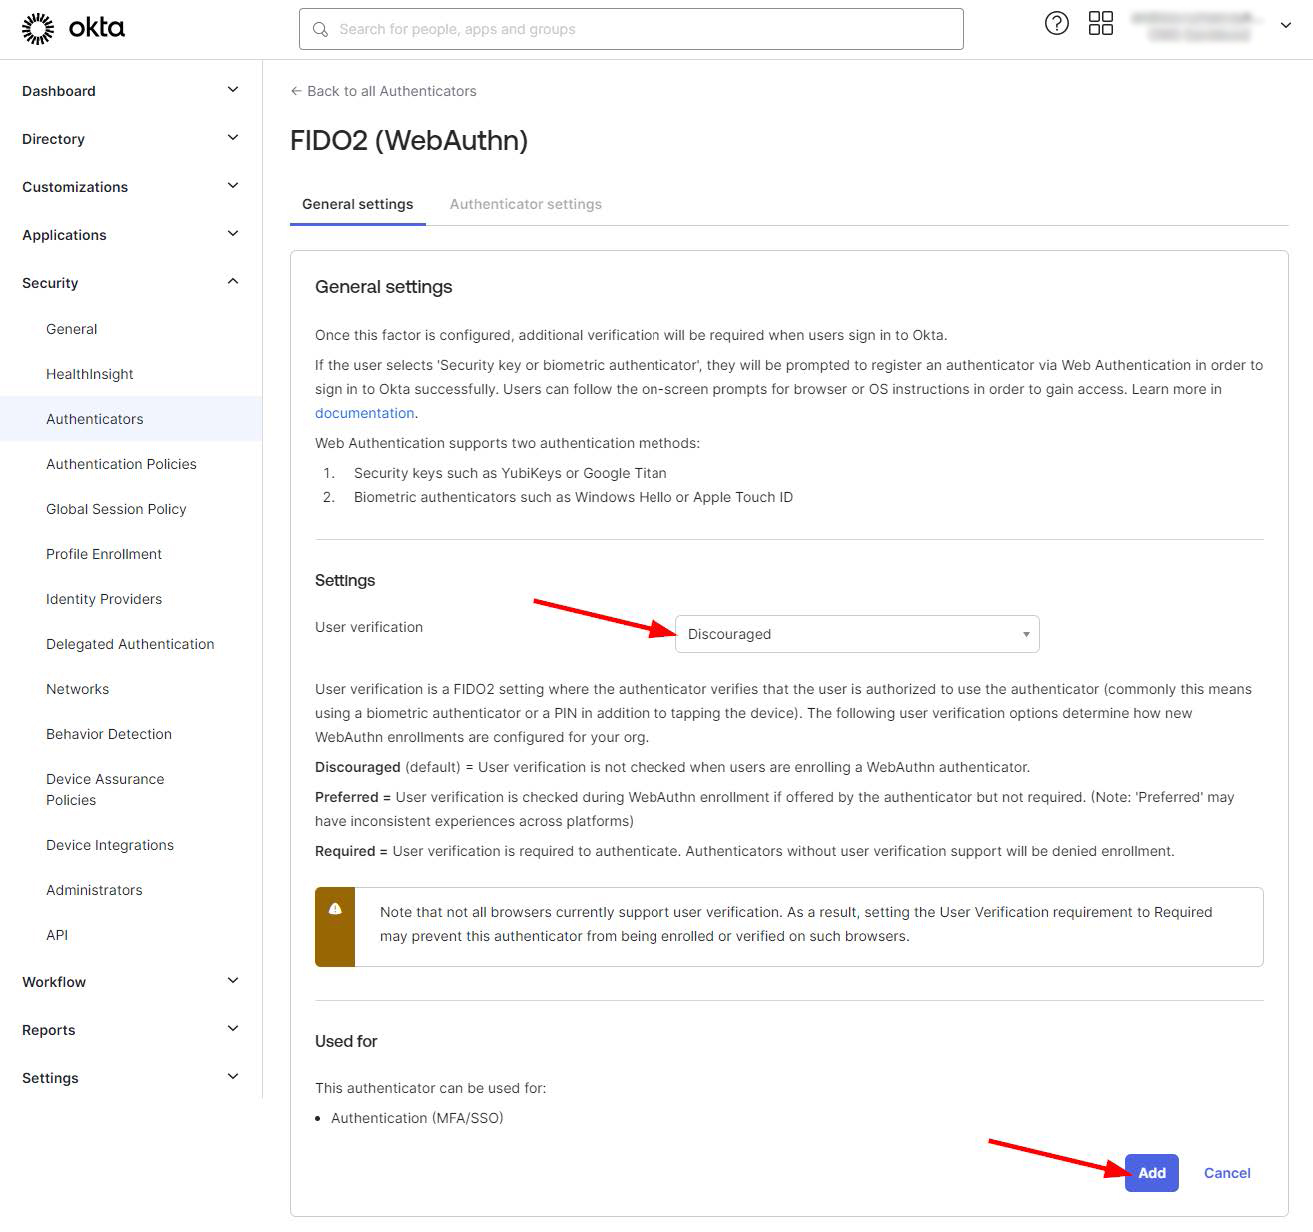 okta
Search for people, apps and groups
Dashboard
Directory
Customizations
Applications
Security
General
HealthInsight
Authenticators
Authentication Policies
Global Session Policy
Profile Enrollment
Identity Providers
Delegated Authentication
Networks
Behavior Detection
Device Assurance
Policies
Device Integrations
Administrators
API
Workflow
Reports
Settings
← Back to all Authenticators
FIDO2 (WebAuthn)
General settings
Authenticator settings
General settings
Once this factor is configured, additional verification will be required when users sign in to Okta.
If the user selects 'Security key or biometric authenticator', they will be prompted to register an authenticator via Web Authentication in order to
sign in to Okta successfully. Users can follow the on-screen prompts for browser or OS instructions in order to gain access. Learn more in
documentation.
Web Authentication supports two authentication methods:
1. Security keys such as YubiKeys or Google Titan
2. Biometric authenticators such as Windows Hello or Apple Touch ID
Settings
User verification
Discouraged
User verification is a FIDO2 setting where the authenticator verifies that the user is authorized to use the authenticator (commonly this means
using a biometric authenticator or a PIN in addition to tapping the device). The following user verification options determine how new
WebAuthn enrollments are configured for your org.
Discouraged (default) = User verification is not checked when users are enrolling a WebAuthn authenticator.
Preferred = User verification is checked during WebAuthn enrollment if offered by the authenticator but not required. (Note: 'Preferred' may
have inconsistent experiences across platforms)
Required = User verification is required to authenticate. Authenticators without user verification support will be denied enrollment.
Note that not all browsers currently support user verification. As a result, setting the User Verification requirement to Required
may prevent this authenticator from being enrolled or verified on such browsers.
Used for
This authenticator can be used for:
• Authentication (MFA/SSO)
Add
Cancel